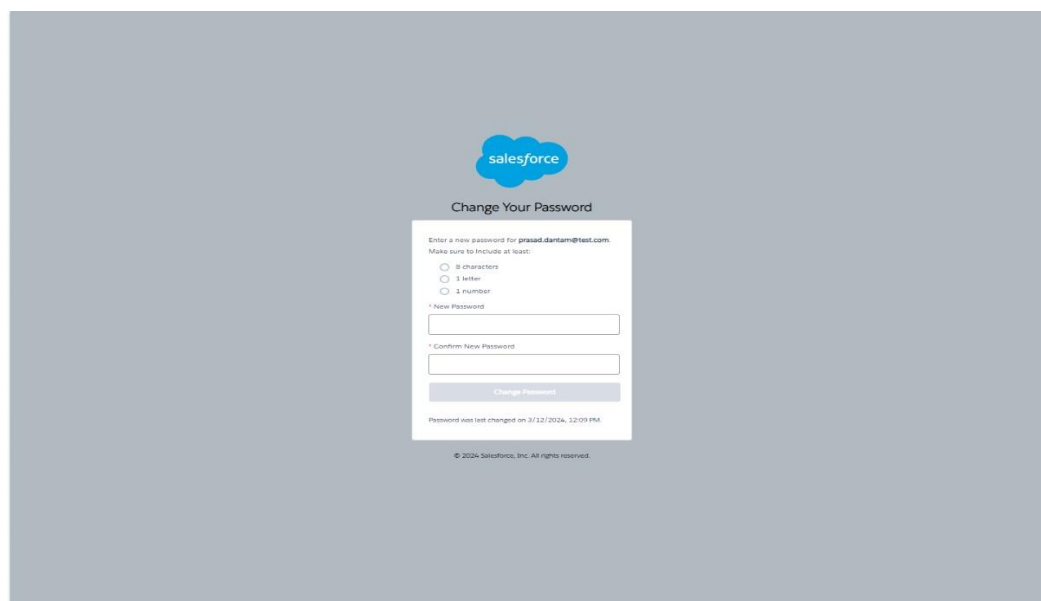 salesforce
Change Your Password
Enter a new password for prasad.dantam@test.com.
Make sure to include at least:
8 characters
1 letter
1 number
* New Password
* Confirm New Password
Change Password
Password was last changed on 3/12/2024, 12:09 PM.
© 2024 Salesforce, Inc. All rights reserved.